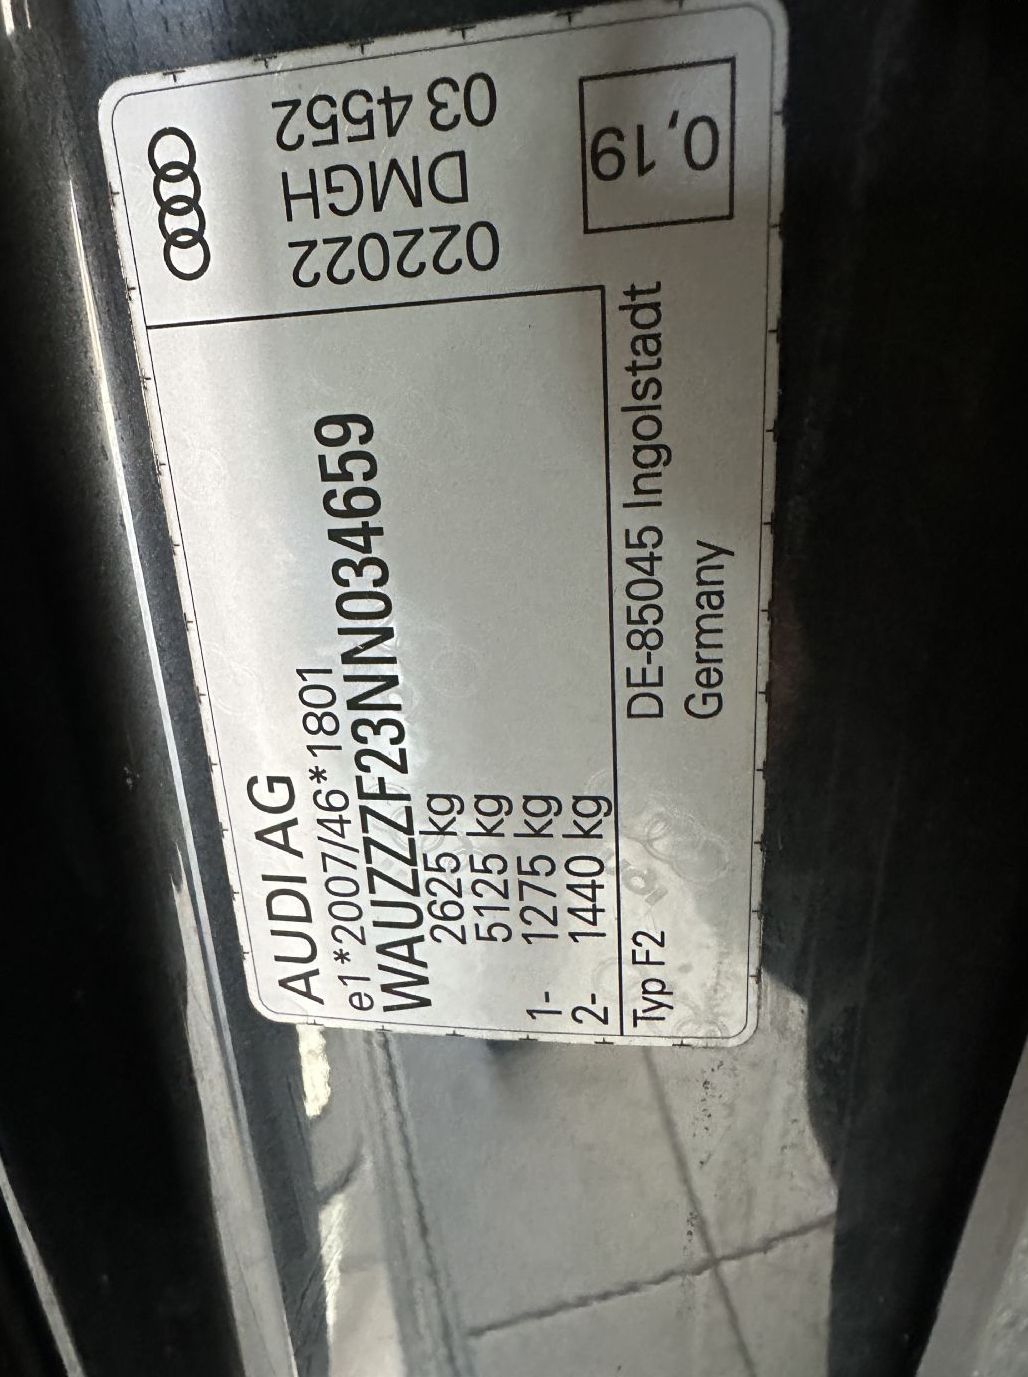 AUDI AG
e1*2007/46*1801
WAUZZZF23NN034659
2625 kg
5125 kg
1- 1275 kg
2- 1440 kg
Typ F2
DE-85045 Ingolstadt
Germany
022022
DMGH
03 4552
0,19